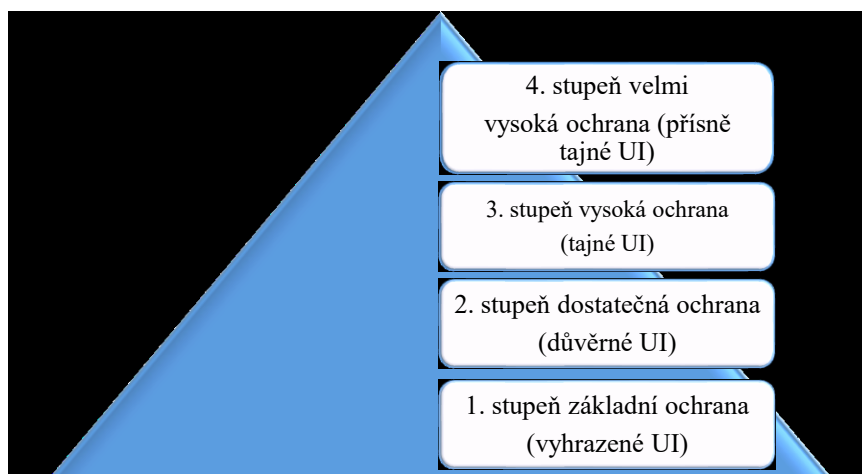 4. stupeň velmi
vysoká ochrana (přísně
tajné UI)
3. stupeň vysoká ochrana
(tajné UI)
2. stupeň dostatečná ochrana
(důvěrné UI)
1. stupeň základní ochrana
(vyhrazené UI)